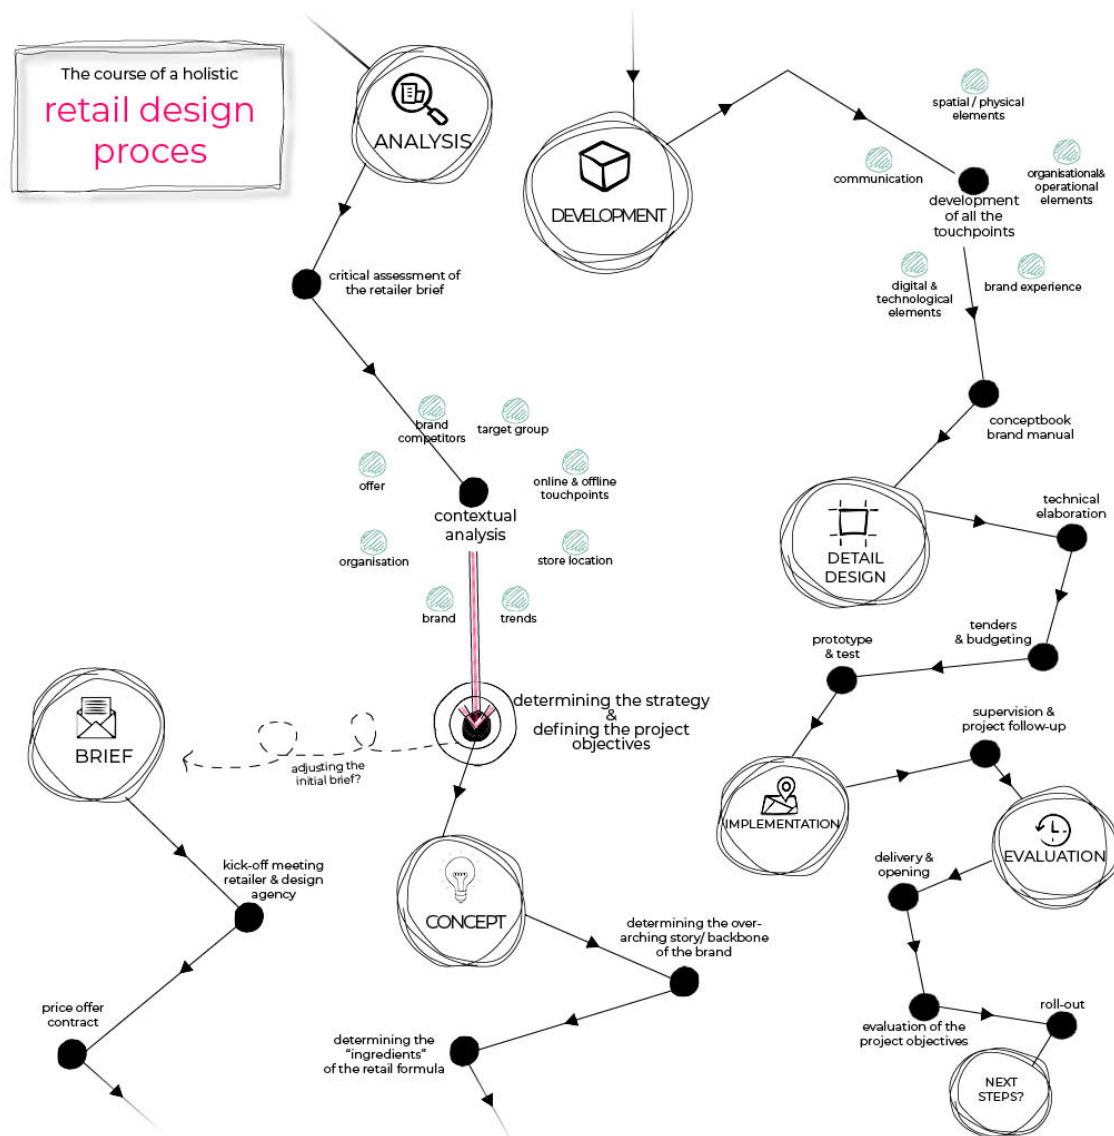 The course of a holistic
retail design
proces
BRIEF
kick-off meeting
retailer & design
agency
price offer
contract
ANALYSIS
critical assessment of
the retailer brief
brand
competitors
target group
offer
online & offline
touchpoints
contextual
analysis
organisation
store location
brand
trends
determining the strategy
&
defining the project
objectives
adjusting the
initial brief?
CONCEPT
determining the over-
arching story/ backbone
of the brand
determining the
“ingredients”
of the retail formula
DEVELOPMENT
spatial / physical
elements
communication
organisational&
operational
elements
development
of all the
touchpoints
digital &
technological
elements
brand experience
conceptbook
brand manual
DETAIL
DESIGN
technical
elaboration
tenders
& budgeting
prototype
& test
IMPLEMENTATION
supervision &
project follow-up
EVALUATION
delivery &
opening
evaluation of the
project objectives
roll-out
NEXT
STEPS?